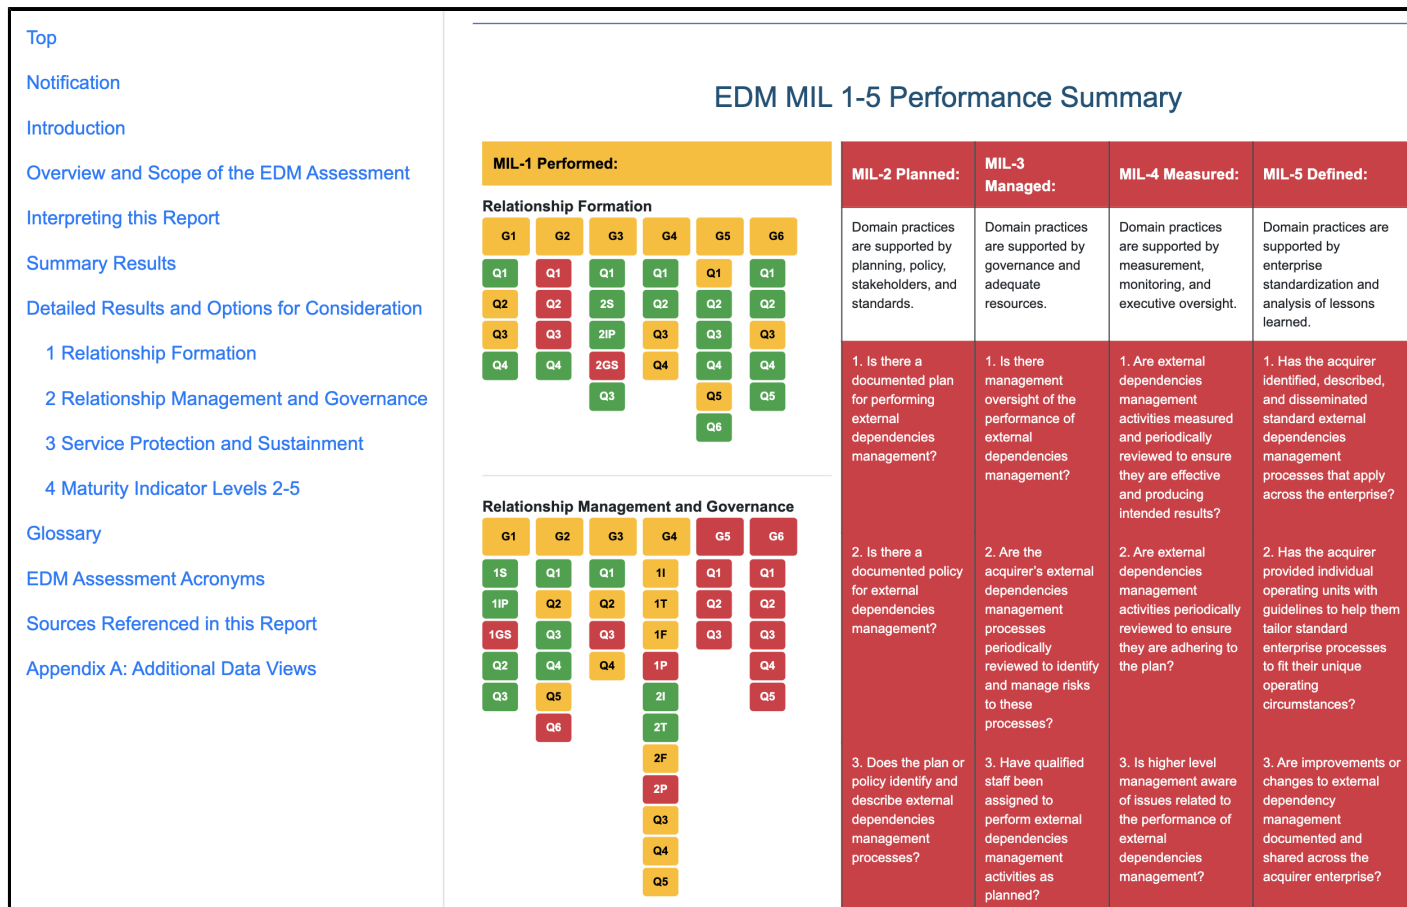 Top
Notification
Introduction
Overview and Scope of the EDM Assessment
Interpreting this Report
Summary Results
Detailed Results and Options for Consideration
1 Relationship Formation
2 Relationship Management and Governance
3 Service Protection and Sustainment
4 Maturity Indicator Levels 2-5
Glossary
EDM Assessment Acronyms
Sources Referenced in this Report
Appendix A: Additional Data Views
EDM MIL 1-5 Performance Summary
MIL-1 Performed:
Relationship Formation
G1 G2 G3 G4 G5 G6
Q1 Q1 Q1 Q1 Q1 Q1
Q2 Q2 2S Q2 Q2 Q2
Q3 Q3 2IP Q3 Q3 Q3
Q4 Q4 2GS Q4 Q4 Q4
Q3 Q5 Q5
Q6
Relationship Management and Governance
G1 G2 G3 G4 G5 G6
1S Q1 Q1 1I Q1 Q1
1IP Q2 Q2 1T Q2 Q2
1GS Q3 Q3 1F Q3 Q3
Q2 Q4 Q4 1P Q4
Q3 Q5 2I Q5
Q6 2T
2F
2P
Q3
Q4
Q5
MIL-2 Planned:
Domain practices
are supported by
planning, policy,
stakeholders, and
standards.
1. Is there a
documented plan
for performing
external
dependencies
management?
2. Is there a
documented policy
for external
dependencies
management?
3. Does the plan or
policy identify and
describe external
dependencies
management
processes?
MIL-3
Managed:
Domain practices
are supported by
governance and
adequate
resources.
1. Is there
management
oversight of the
performance of
external
dependencies
management?
2. Are the
acquirer's external
dependencies
management
processes
periodically
reviewed to identify
and manage risks
to these
processes?
3. Have qualified
staff been
assigned to
perform external
dependencies
management
activities as
planned?
MIL-4 Measured:
Domain practices
are supported by
measurement,
monitoring, and
executive oversight.
1. Are external
dependencies
management
activities measured
and periodically
reviewed to ensure
they are effective
and producing
intended results?
2. Are external
dependencies
management
activities periodically
reviewed to ensure
they are adhering to
the plan?
3. Is higher level
management aware
of issues related to
the performance of
external
dependencies
management?
MIL-5 Defined:
Domain practices are
supported by
enterprise
standardization and
analysis of lessons
learned.
1. Has the acquirer
identified, described,
and disseminated
standard external
dependencies
management
processes that apply
across the enterprise?
2. Has the acquirer
provided individual
operating units with
guidelines to help them
tailor standard
enterprise processes
to fit their unique
operating
circumstances?
3. Are improvements or
changes to external
dependency
management
documented and
shared across the
acquirer enterprise?